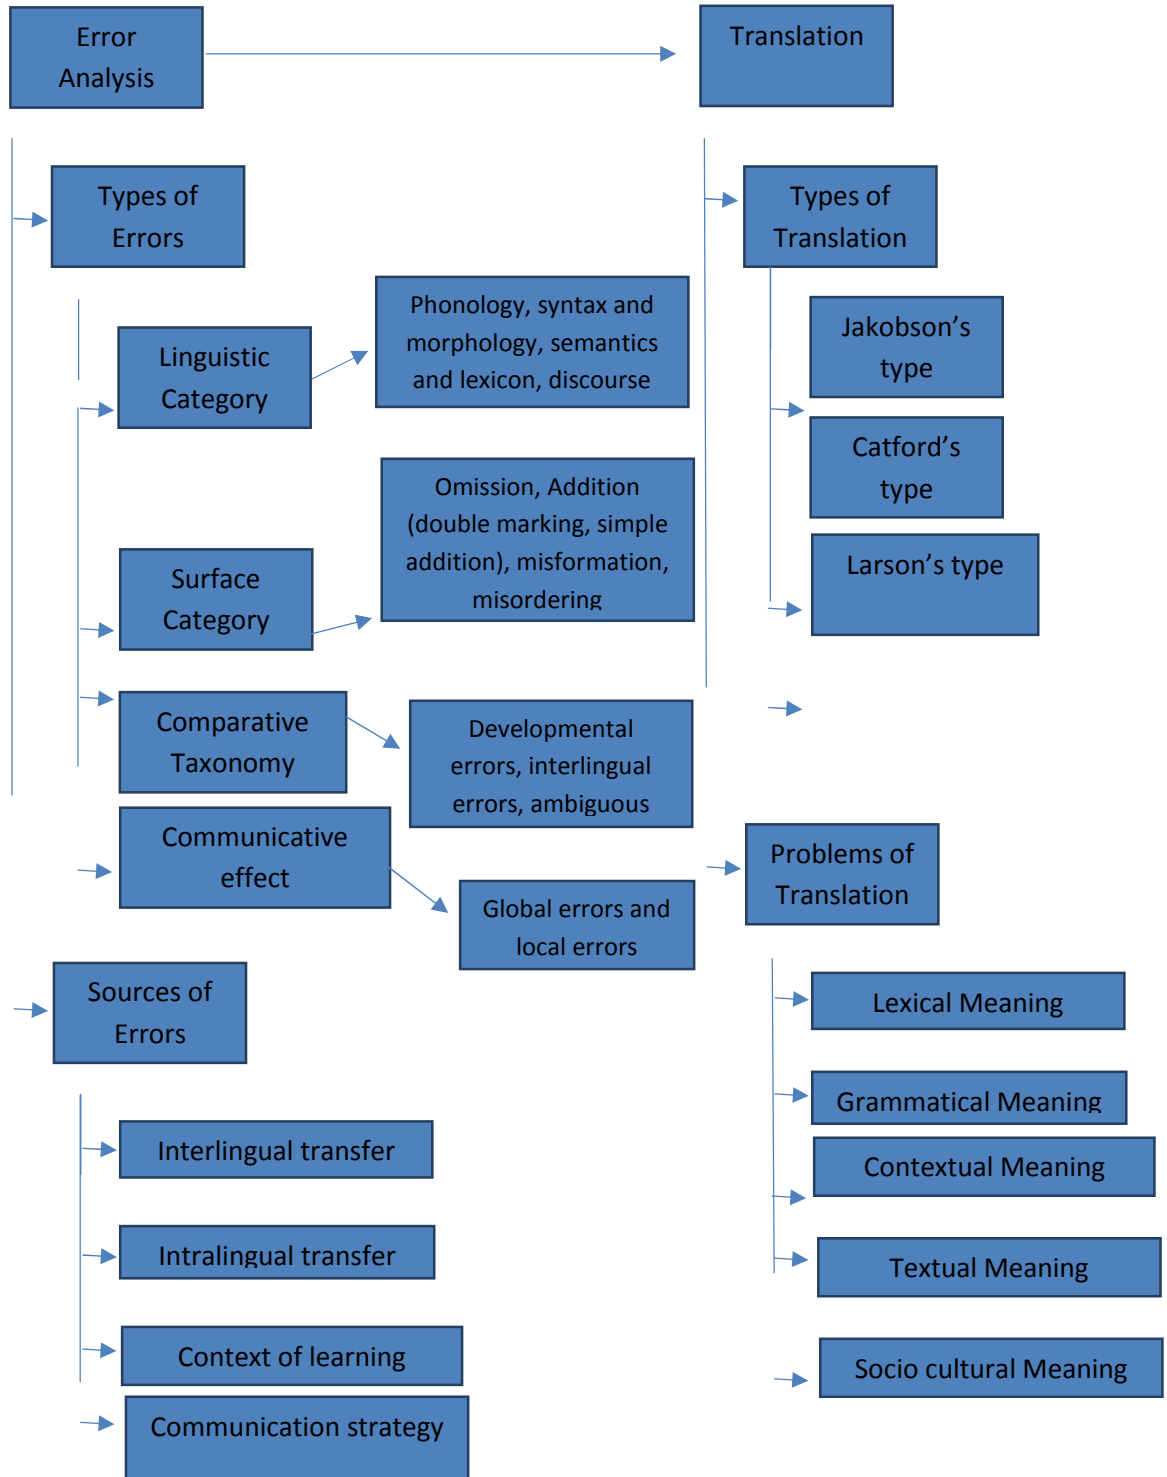 Error
Analysis
Translation
Types of
Errors
Types of
Translation
Linguistic
Category
Phonology, syntax and
morphology, semantics
and lexicon, discourse
Jakobson’s
type
Catford’s
type
Surface
Category
Omission, Addition
(double marking, simple
addition), misformation,
misordering
Larson’s type
Comparative
Taxonomy
Developmental
errors, interlingual
errors, ambiguous
Communicative
effect
Global errors and
local errors
Problems of
Translation
Sources of
Errors
Lexical Meaning
Grammatical Meaning
Contextual Meaning
Textual Meaning
Socio cultural Meaning
Interlingual transfer
Intralingual transfer
Context of learning
Communication strategy